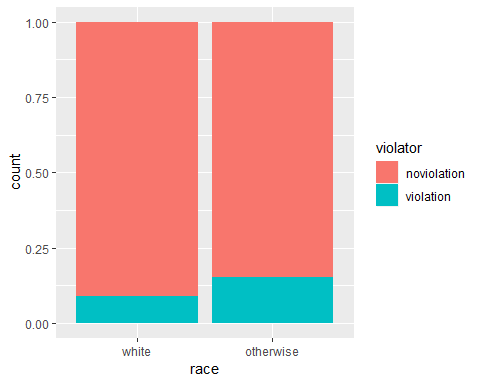 1.00
0.75
0.50
0.25
0.00
count
white
otherwise
race
violator
noviolation
violation